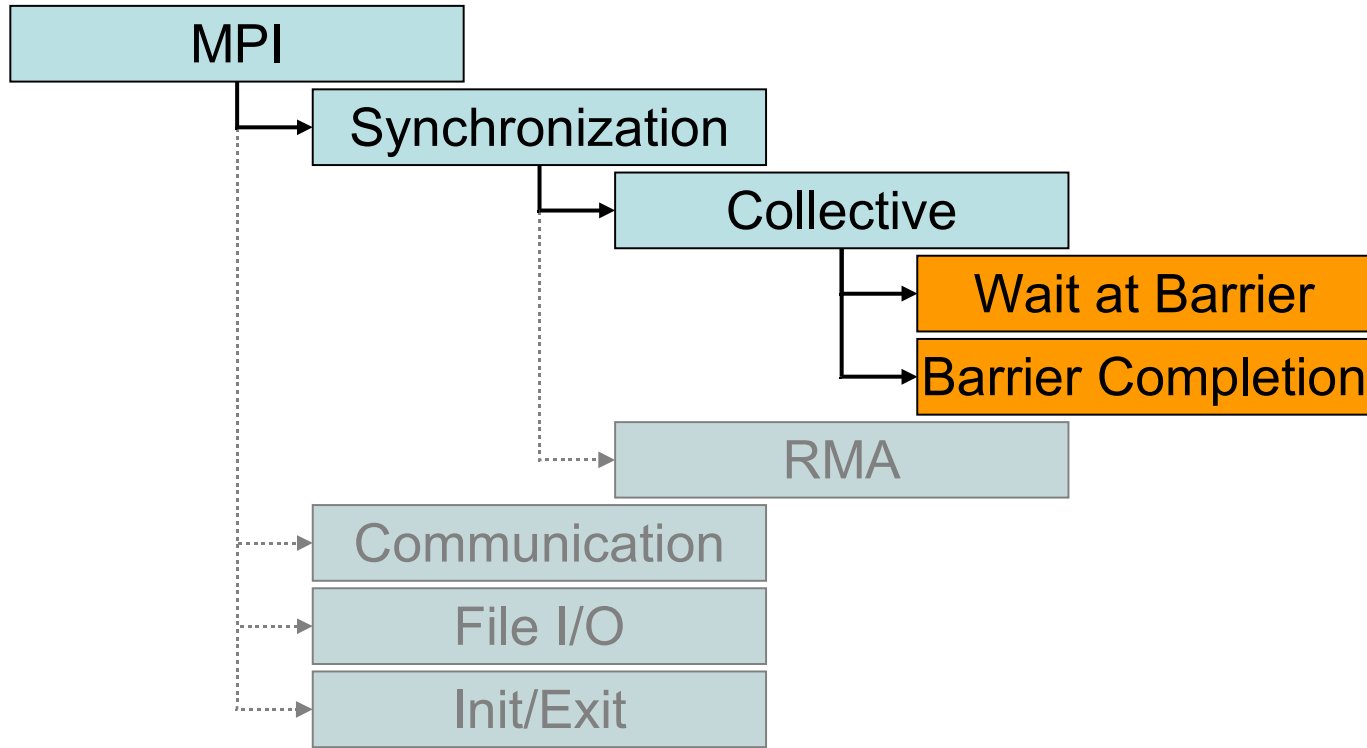 MPI
Synchronization
Collective
Wait at Barrier
Barrier Completion
RMA
Communication
File I/O
Init/Exit